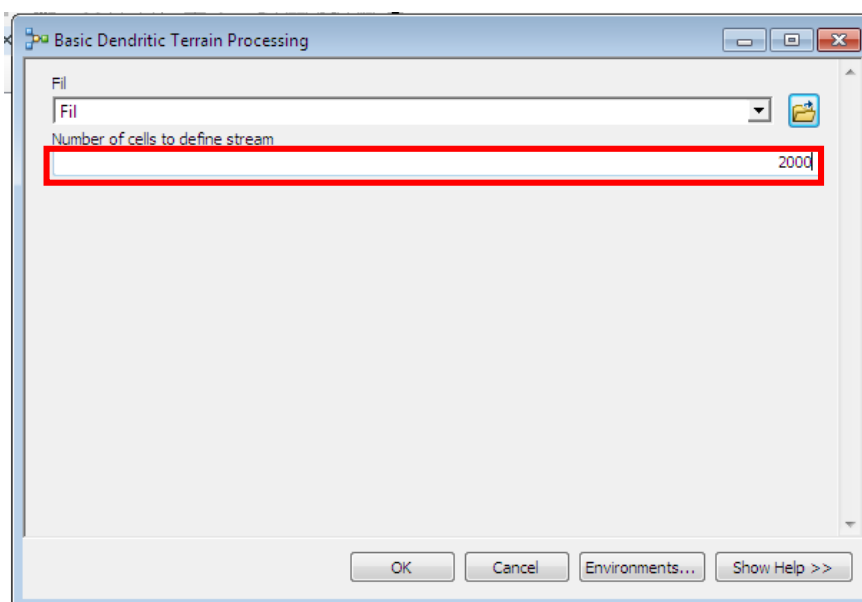 Basic Dendritic Terrain Processing
Fil
Fil
Number of cells to define stream
2000
OK Cancel Environments... Show Help >>